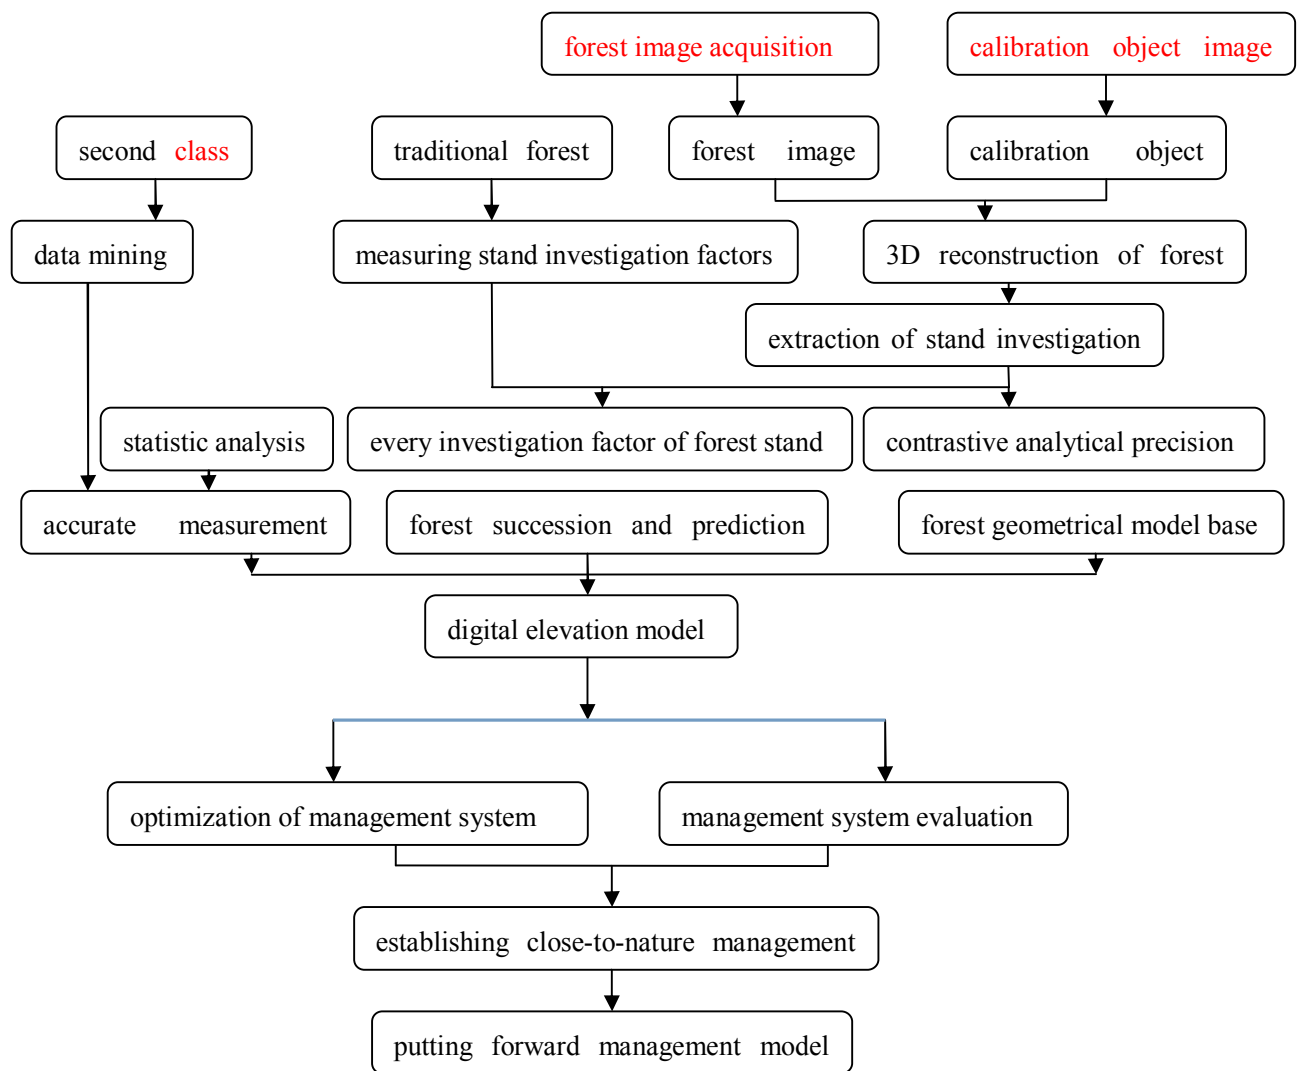 forest image acquisition
calibration object image
second class
traditional forest
forest image
calibration object
data mining
measuring stand investigation factors
3D reconstruction of forest
extraction of stand investigation
statistic analysis
every investigation factor of forest stand
contrastive analytical precision
accurate measurement
forest succession and prediction
forest geometrical model base
digital elevation model
optimization of management system
management system evaluation
establishing close-to-nature management
putting forward management model